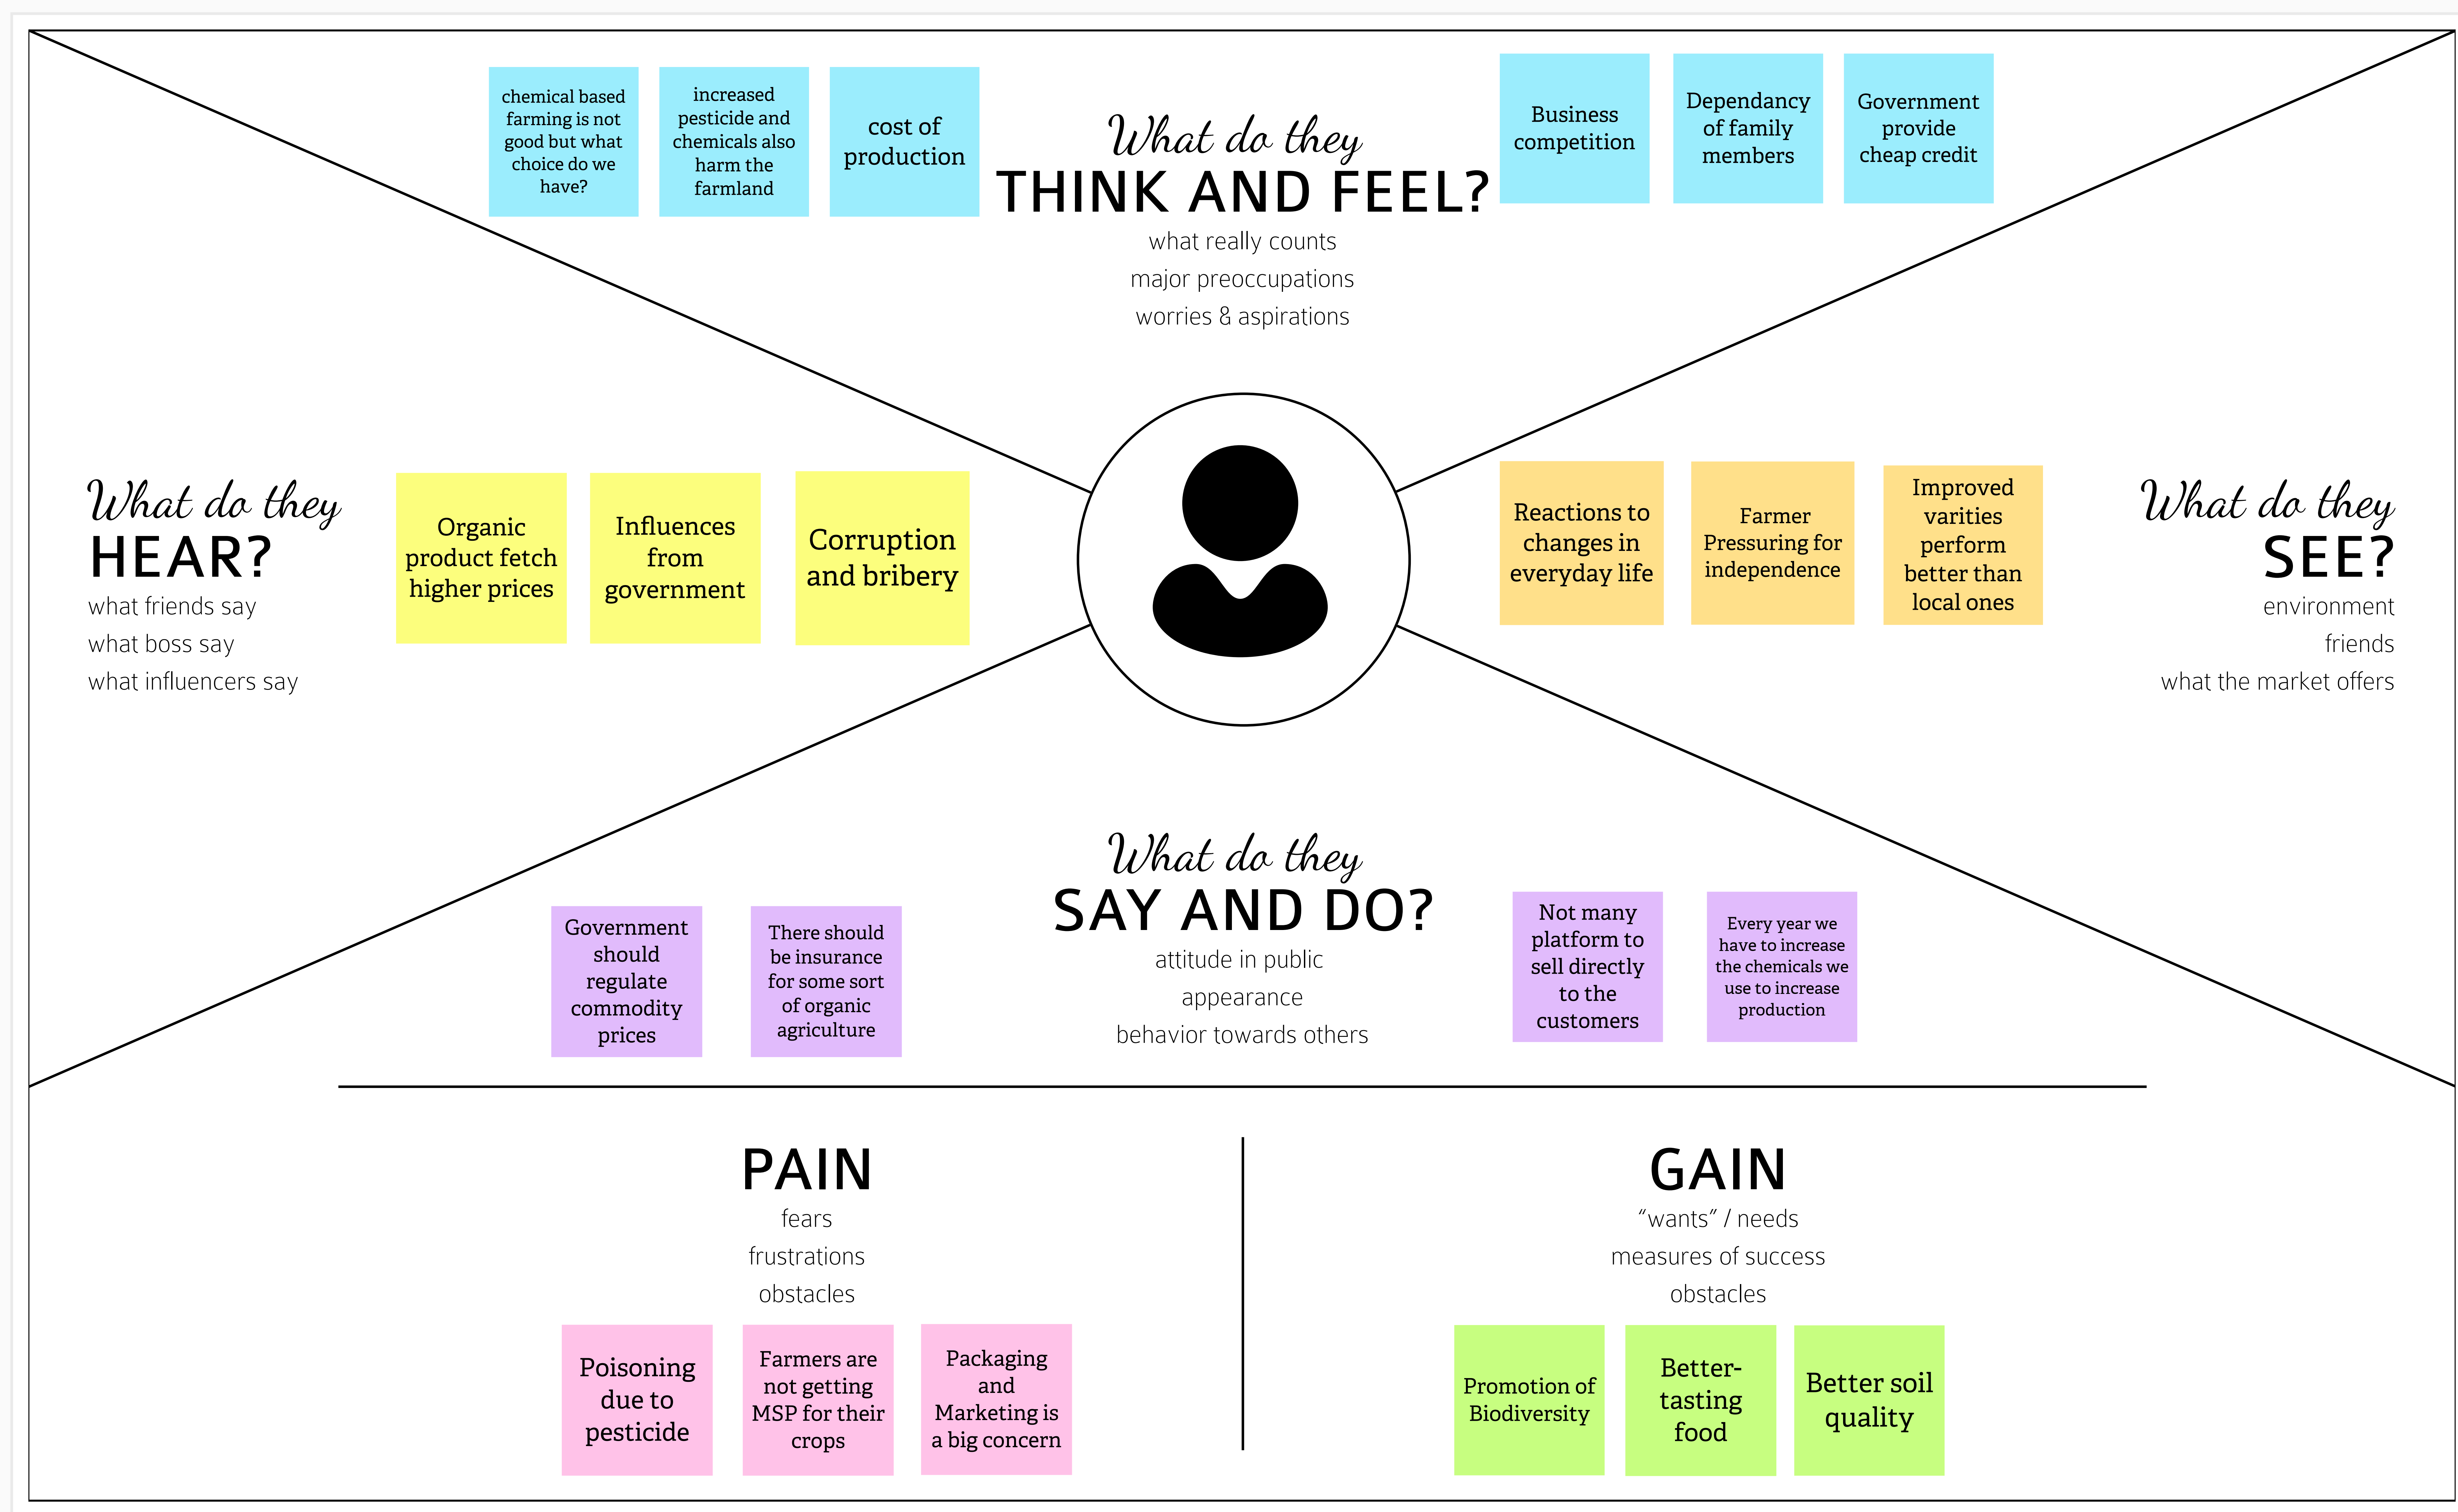 chemical based
farming is not
good but what
choice do we
have?
increased
pesticide and
chemicals also
harm the
farmland
cost of
production
What do they
THINK AND FEEL?
what really counts
major preoccupations
worries & aspirations
Business
competition
Dependancy
of family
members
Government
provide
cheap credit
What do they
HEAR?
what friends say
what boss say
what influencers say
Organic
product fetch
higher prices
Influences
from
government
Corruption
and bribery
Reactions to
changes in
everyday life
Farmer
Pressuring for
independence
Improved
varities
perform
better than
local ones
What do they
SEE?
environment
friends
what the market offers
What do they
SAY AND DO?
attitude in public
appearance
behavior towards others
Government
should
regulate
commodity
prices
There should
be insurance
for some sort
of organic
agriculture
Not many
platform to
sell directly
to the
customers
Every year we
have to increase
the chemicals we
use to increase
production
PAIN
fears
frustrations
obstacles
Poisoning
due to
pesticide
Farmers are
not getting
MSP for their
crops
Packaging
and
Marketing is
a big concern
GAIN
“wants” / needs
measures of success
obstacles
Promotion of
Biodiversity
Better-
tasting
food
Better soil
quality